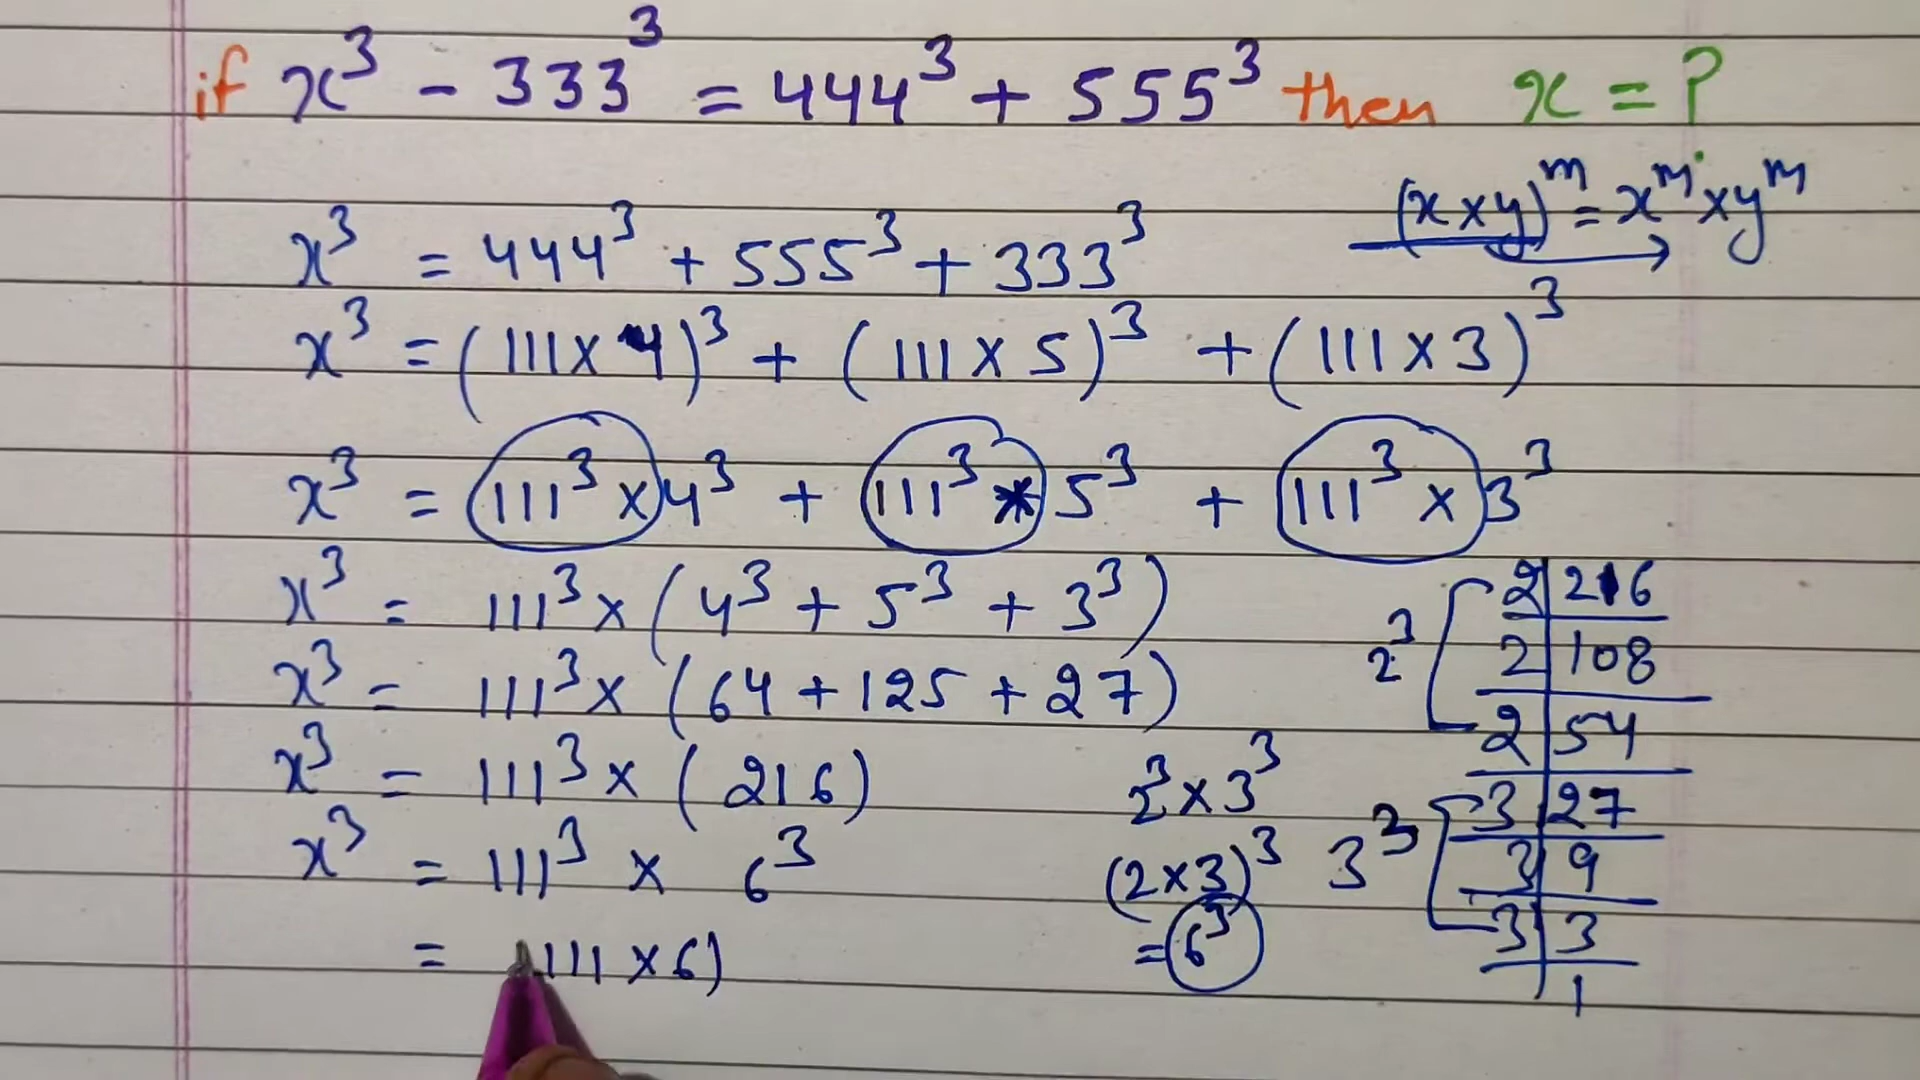 if x³ - 333³ = 444³ + 555³ then x = ?
(x × y)ᵐ = xᵐ × yᵐ
x³ = 444³ + 555³ + 333³
x³ = (111 × 4)³ + (111 × 5)³ + (111 × 3)³
x³ = 111³ × 4³ + 111³ × 5³ + 111³ × 3³
x³ = 111³ × (4³ + 5³ + 3³)
x³ = 111³ × (64 + 125 + 27)
x³ = 111³ × (216)
x³ = 111³ × 6³
= 111 × 6)
2³ × 3³
(2 × 3)³
= 6³
2³
3³
2 | 216
2 | 108
2 | 54
3 | 27
3 | 9
3 | 3
1